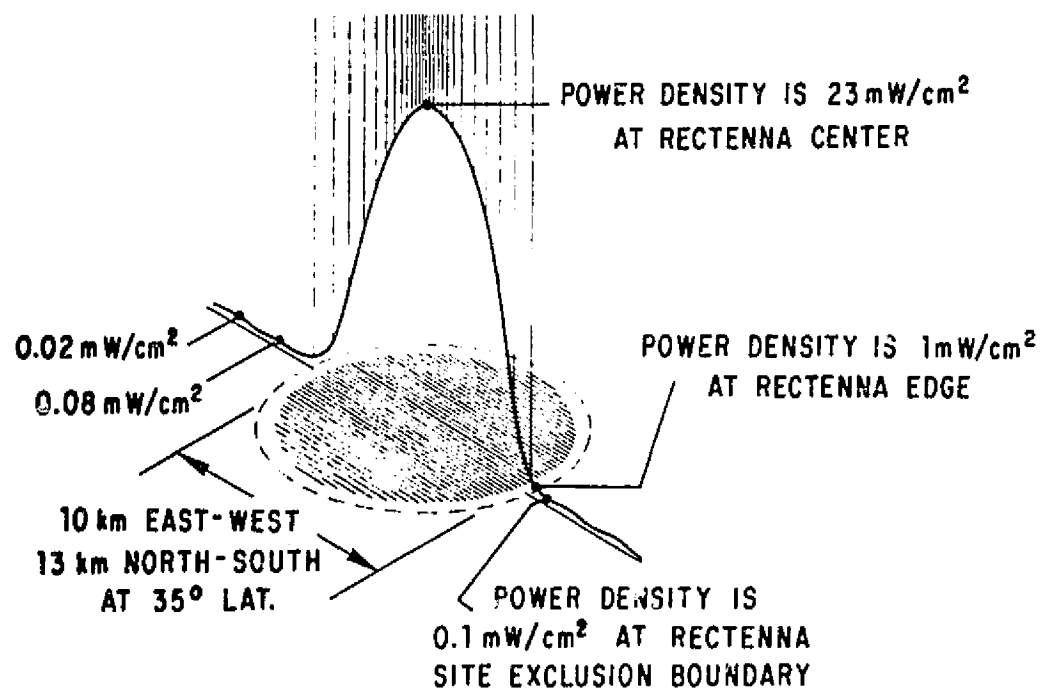 POWER DENSITY IS 23 mW/cm²
AT RECTENNA CENTER
0.02 mW/cm²
0.08 mW/cm²
POWER DENSITY IS 1mW/cm²
AT RECTENNA EDGE
10 km EAST-WEST
13 km NORTH-SOUTH
AT 35° LAT.
POWER DENSITY IS
0.1 mW/cm² AT RECTENNA
SITE EXCLUSION BOUNDARY